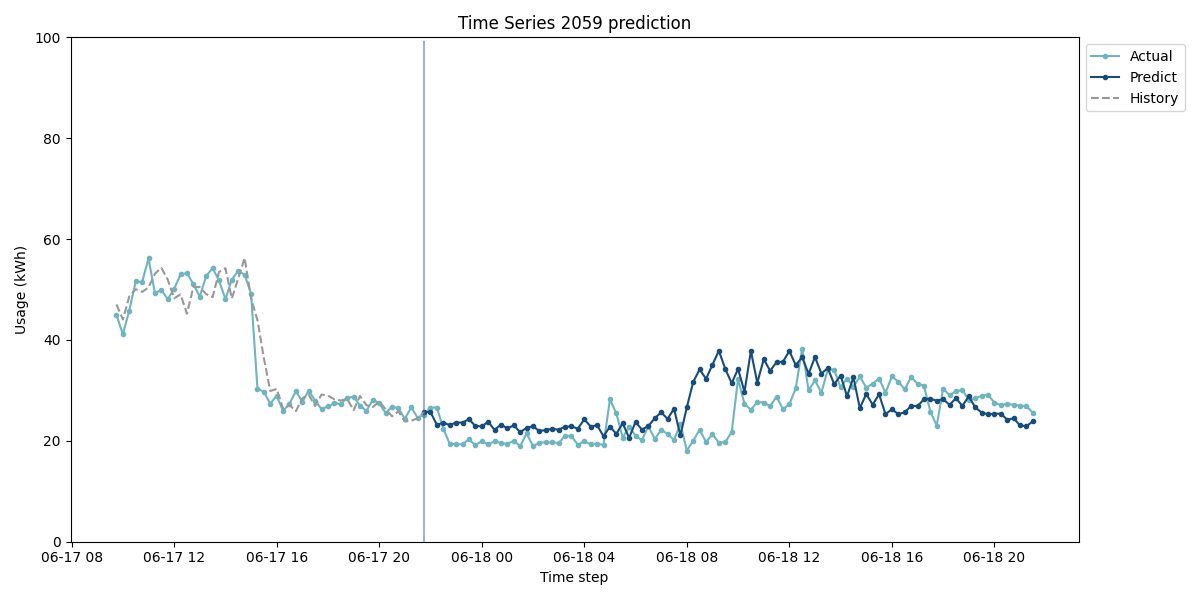 Time Series 2059 prediction
100
80
60
40
20
0
Usage (kWh)
06-17 08 06-17 12 06-17 16 06-17 20 06-18 00 06-18 04 06-18 08 06-18 12 06-18 16 06-18 20
Time step
Actual
Predict
History